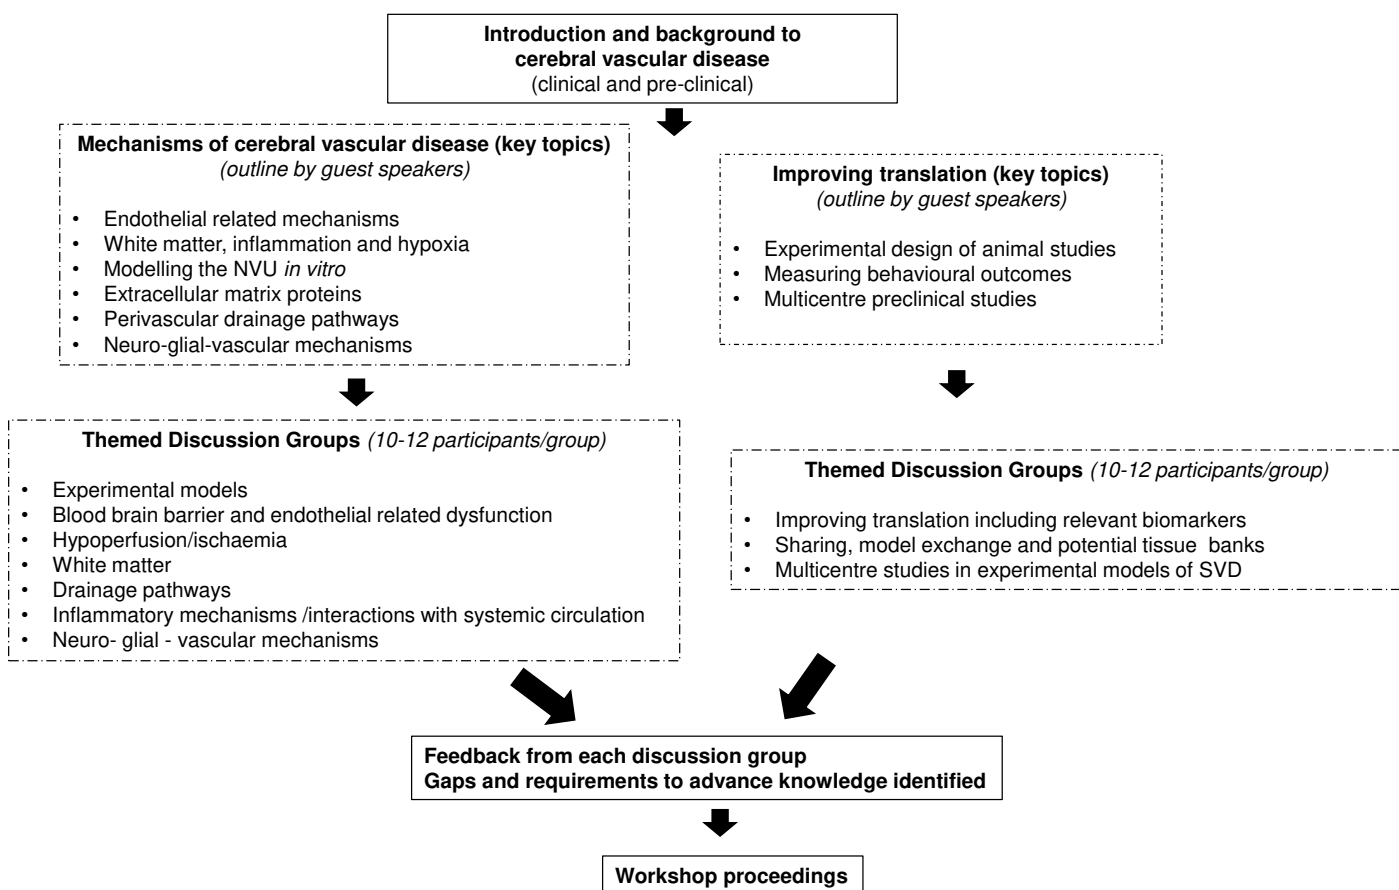 Introduction and background to
cerebral vascular disease
(clinical and pre-clinical)
Mechanisms of cerebral vascular disease (key topics)
(outline by guest speakers)
• Endothelial related mechanisms
• White matter, inflammation and hypoxia
• Modelling the NVU in vitro
• Extracellular matrix proteins
• Perivascular drainage pathways
• Neuro-glial-vascular mechanisms
Improving translation (key topics)
(outline by guest speakers)
• Experimental design of animal studies
• Measuring behavioural outcomes
• Multicentre preclinical studies
Themed Discussion Groups (10-12 participants/group)
• Experimental models
• Blood brain barrier and endothelial related dysfunction
• Hypoperfusion/ischaemia
• White matter
• Drainage pathways
• Inflammatory mechanisms /interactions with systemic circulation
• Neuro- glial - vascular mechanisms
Themed Discussion Groups (10-12 participants/group)
• Improving translation including relevant biomarkers
• Sharing, model exchange and potential tissue  banks
• Multicentre studies in experimental models of SVD
Feedback from each discussion group
Gaps and requirements to advance knowledge identified
Workshop proceedings